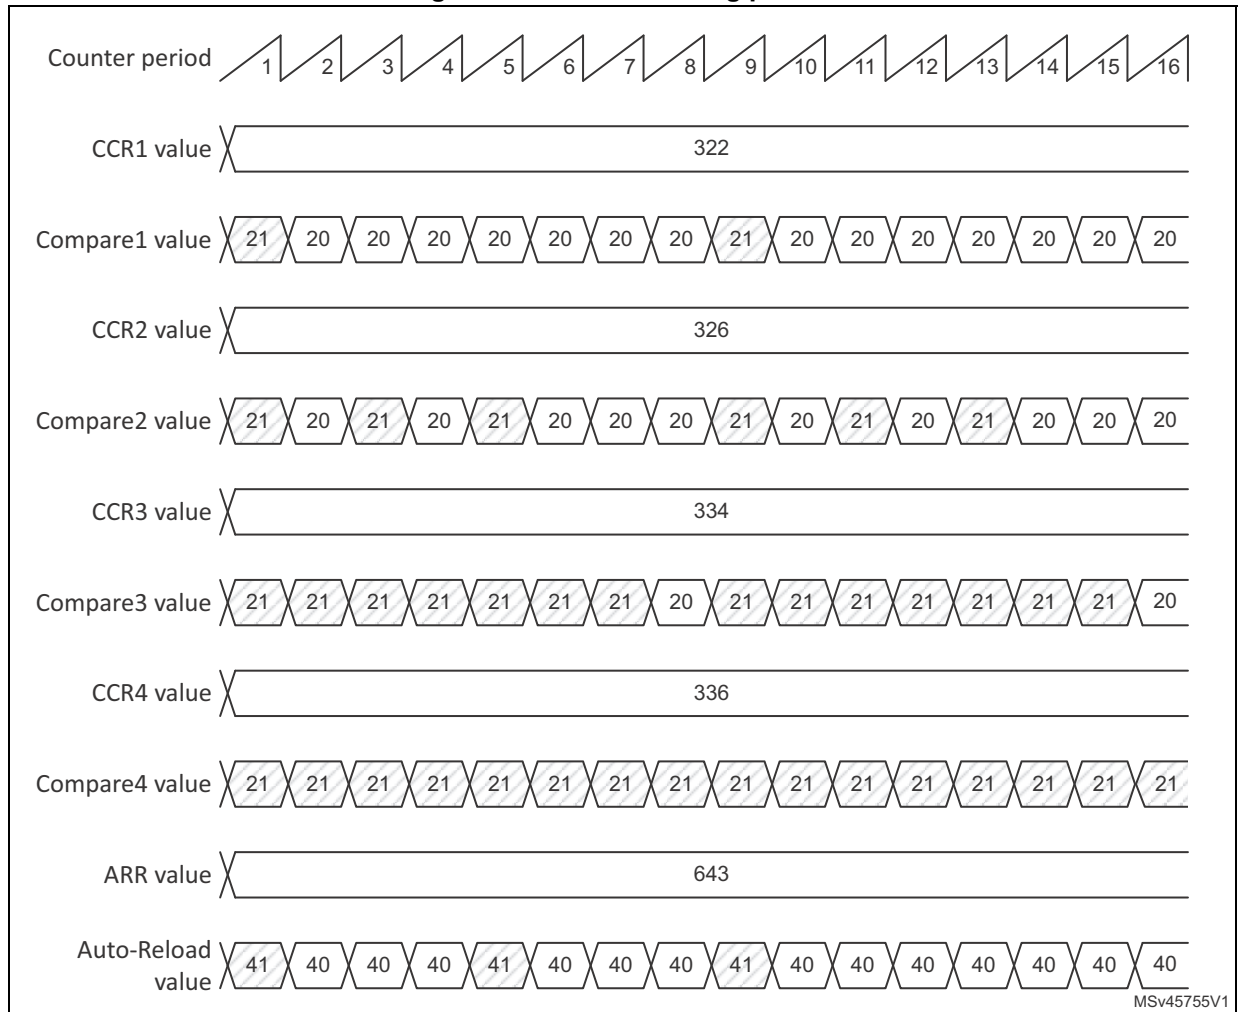 Counter period 1 2 3 4 5 6 7 8 9 10 11 12 13 14 15 16
CCR1 value 322
Compare1 value 21 20 20 20 20 20 20 20 21 20 20 20 20 20 20 20
CCR2 value 326
Compare2 value 21 20 21 20 21 20 20 20 21 20 21 20 21 20 20 20
CCR3 value 334
Compare3 value 21 21 21 21 21 21 21 20 21 21 21 21 21 21 21 20
CCR4 value 336
Compare4 value 21 21 21 21 21 21 21 21 21 21 21 21 21 21 21 21
ARR value 643
Auto-Reload
value 41 40 40 40 41 40 40 40 41 40 40 40 40 40 40 40
MSv45755V1